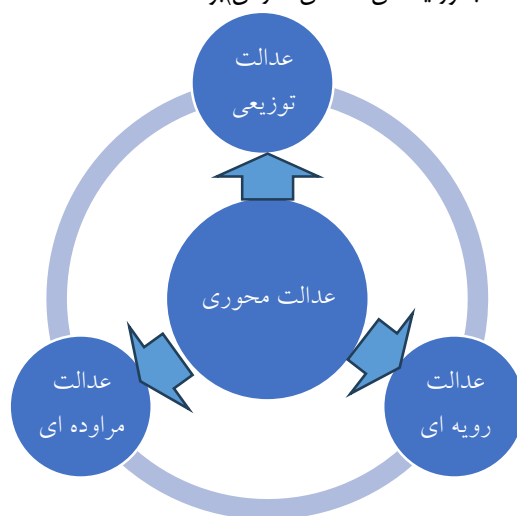 عدالت
توزیعی
عدالت محوری
عدالت
مراوده ای
عدالت
رویه ای